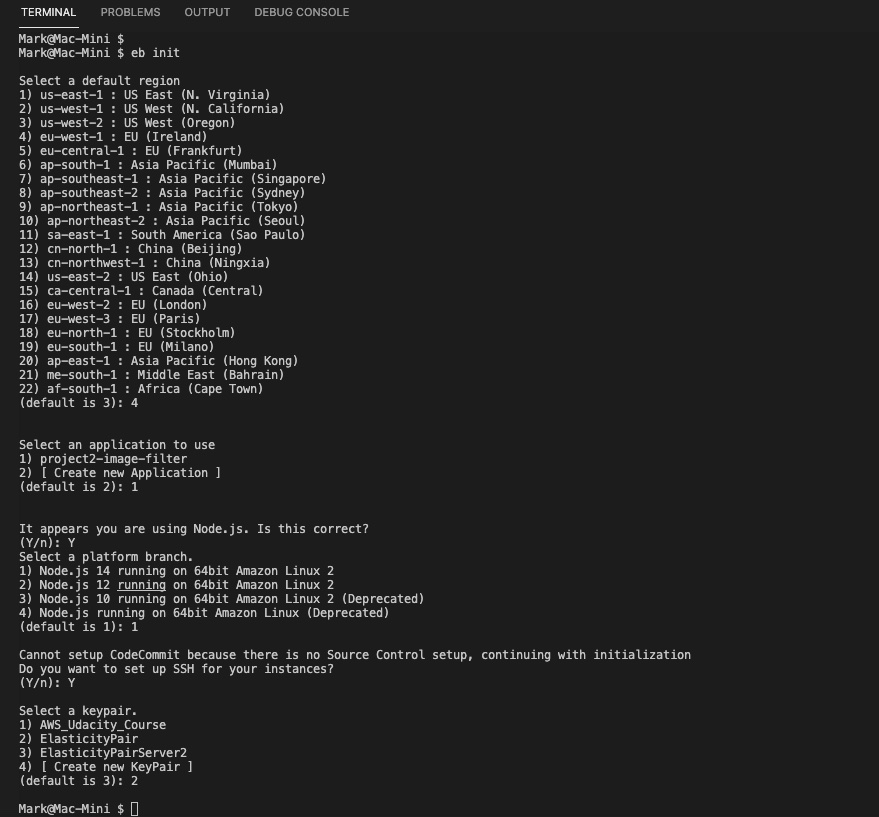 TERMINAL PROBLEMS OUTPUT DEBUG CONSOLE
Mark@Mac-Mini $
Mark@Mac-Mini $ eb init
Select a default region
1) us-east-1 : US East (N. Virginia)
2) us-west-1 : US West (N. California)
3) us-west-2 : US West (Oregon)
4) eu-west-1 : EU (Ireland)
5) eu-central-1 : EU (Frankfurt)
6) ap-south-1 : Asia Pacific (Mumbai)
7) ap-southeast-1 : Asia Pacific (Singapore)
8) ap-southeast-2 : Asia Pacific (Sydney)
9) ap-northeast-1 : Asia Pacific (Tokyo)
10) ap-northeast-2 : Asia Pacific (Seoul)
11) sa-east-1 : South America (Sao Paulo)
12) cn-north-1 : China (Beijing)
13) cn-northwest-1 : China (Ningxia)
14) us-east-2 : US East (Ohio)
15) ca-central-1 : Canada (Central)
16) eu-west-2 : EU (London)
17) eu-west-3 : EU (Paris)
18) eu-north-1 : EU (Stockholm)
19) eu-south-1 : EU (Milano)
20) ap-east-1 : Asia Pacific (Hong Kong)
21) me-south-1 : Middle East (Bahrain)
22) af-south-1 : Africa (Cape Town)
(default is 3): 4
Select an application to use
1) project2-image-filter
2) [ Create new Application ]
(default is 2): 1
It appears you are using Node.js. Is this correct?
(Y/n): Y
Select a platform branch.
1) Node.js 14 running on 64bit Amazon Linux 2
2) Node.js 12 running on 64bit Amazon Linux 2
3) Node.js 10 running on 64bit Amazon Linux 2 (Deprecated)
4) Node.js running on 64bit Amazon Linux (Deprecated)
(default is 1): 1
Cannot setup CodeCommit because there is no Source Control setup, continuing with initialization
Do you want to set up SSH for your instances?
(Y/n): Y
Select a keypair.
1) AWS_Udacity_Course
2) ElasticityPair
3) ElasticityPairServer2
4) [ Create new KeyPair ]
(default is 3): 2
Mark@Mac-Mini $